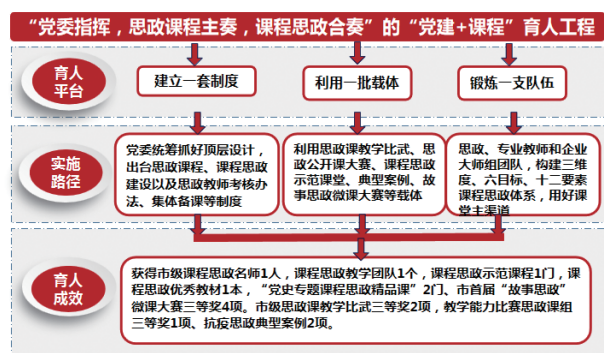 “党委指挥，思政课程主奏，课程思政合奏”的“党建+课程”育人工程
育人
平台
建立一套制度
利用一批载体
锻炼一支队伍
实施
路径
党委统筹抓好顶层设计，
出台思政课程、课程思政
建设以及思政教师考核办
法、集体备课等制度
利用思政课教学比武、思
政公开课大赛、课程思政
示范课堂、典型案例、故
事思政微课大赛等载体
思政、专业教师和企业
大师组团队，构建三维
度、六目标、十二要素
课程思政体系，用好课
堂主渠道
育人
成效
获得市级课程思政名师1人，课程思政教学团队1个，课程思政示范课程1门，课
程思政优秀教材1本，“党史专题课程思政精品课”2门、市首届“故事思政”
微课大赛三等奖4项。市级思政课教学比武三等奖2项，教学能力比赛思政课组
三等奖1项、抗疫思政典型案例2项。